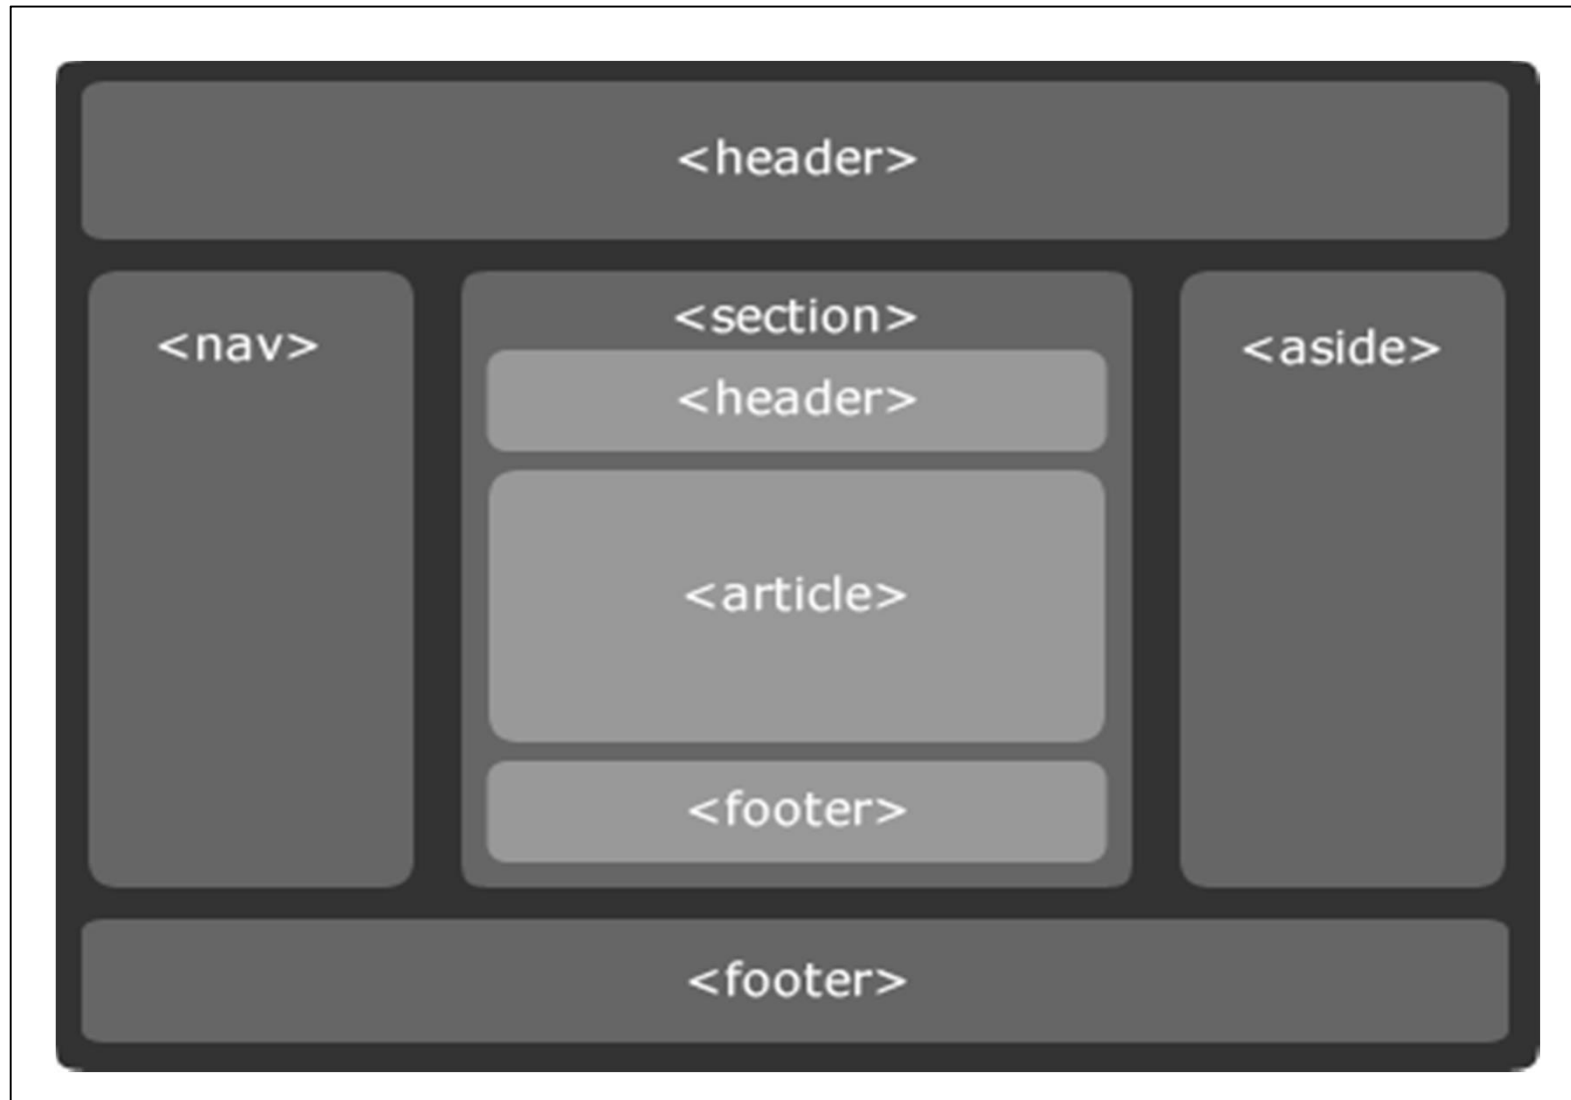 <header>
<nav>
<section>
<header>
<article>
<footer>
<aside>
<footer>